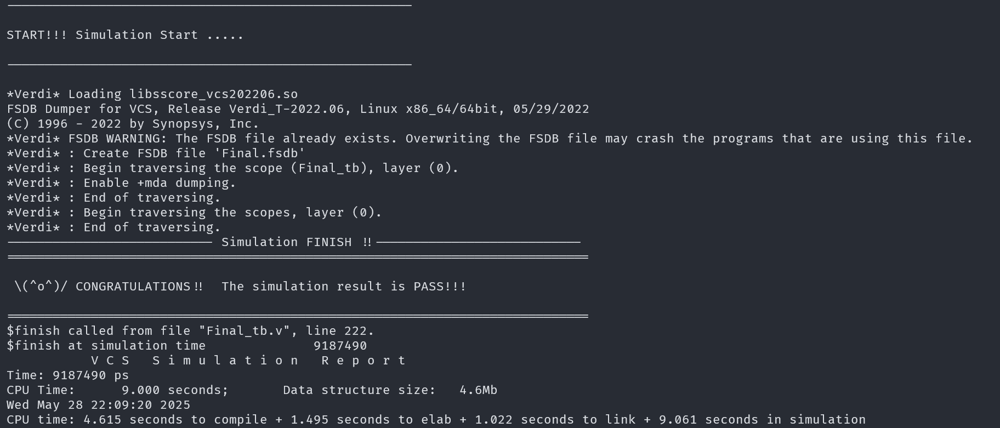 START!!! Simulation Start .....
*Verdi* Loading libsscore_vcs202206.so
FSDB Dumper for VCS, Release Verdi_T-2022.06, Linux x86_64/64bit, 05/29/2022
(C) 1996 - 2022 by Synopsys, Inc.
*Verdi* FSDB WARNING: The FSDB file already exists. Overwriting the FSDB file may crash the programs that are using this file.
*Verdi* : Create FSDB file 'Final.fsdb'
*Verdi* : Begin traversing the scope (Final_tb), layer (0).
*Verdi* : Enable +mda dumping.
*Verdi* : End of traversing.
*Verdi* : Begin traversing the scopes, layer (0).
*Verdi* : End of traversing.
--------------------------- Simulation FINISH !!---------------------------
============================================================================
\(^o^)/ CONGRATULATIONS!!  The simulation result is PASS!!!
============================================================================
$finish called from file "Final_tb.v", line 222.
$finish at simulation time              9187490
V C S   S i m u l a t i o n   R e p o r t
Time: 9187490 ps
CPU Time:      9.000 seconds;       Data structure size:   4.6Mb
Wed May 28 22:09:20 2025
CPU time: 4.615 seconds to compile + 1.495 seconds to elab + 1.022 seconds to link + 9.061 seconds in simulation